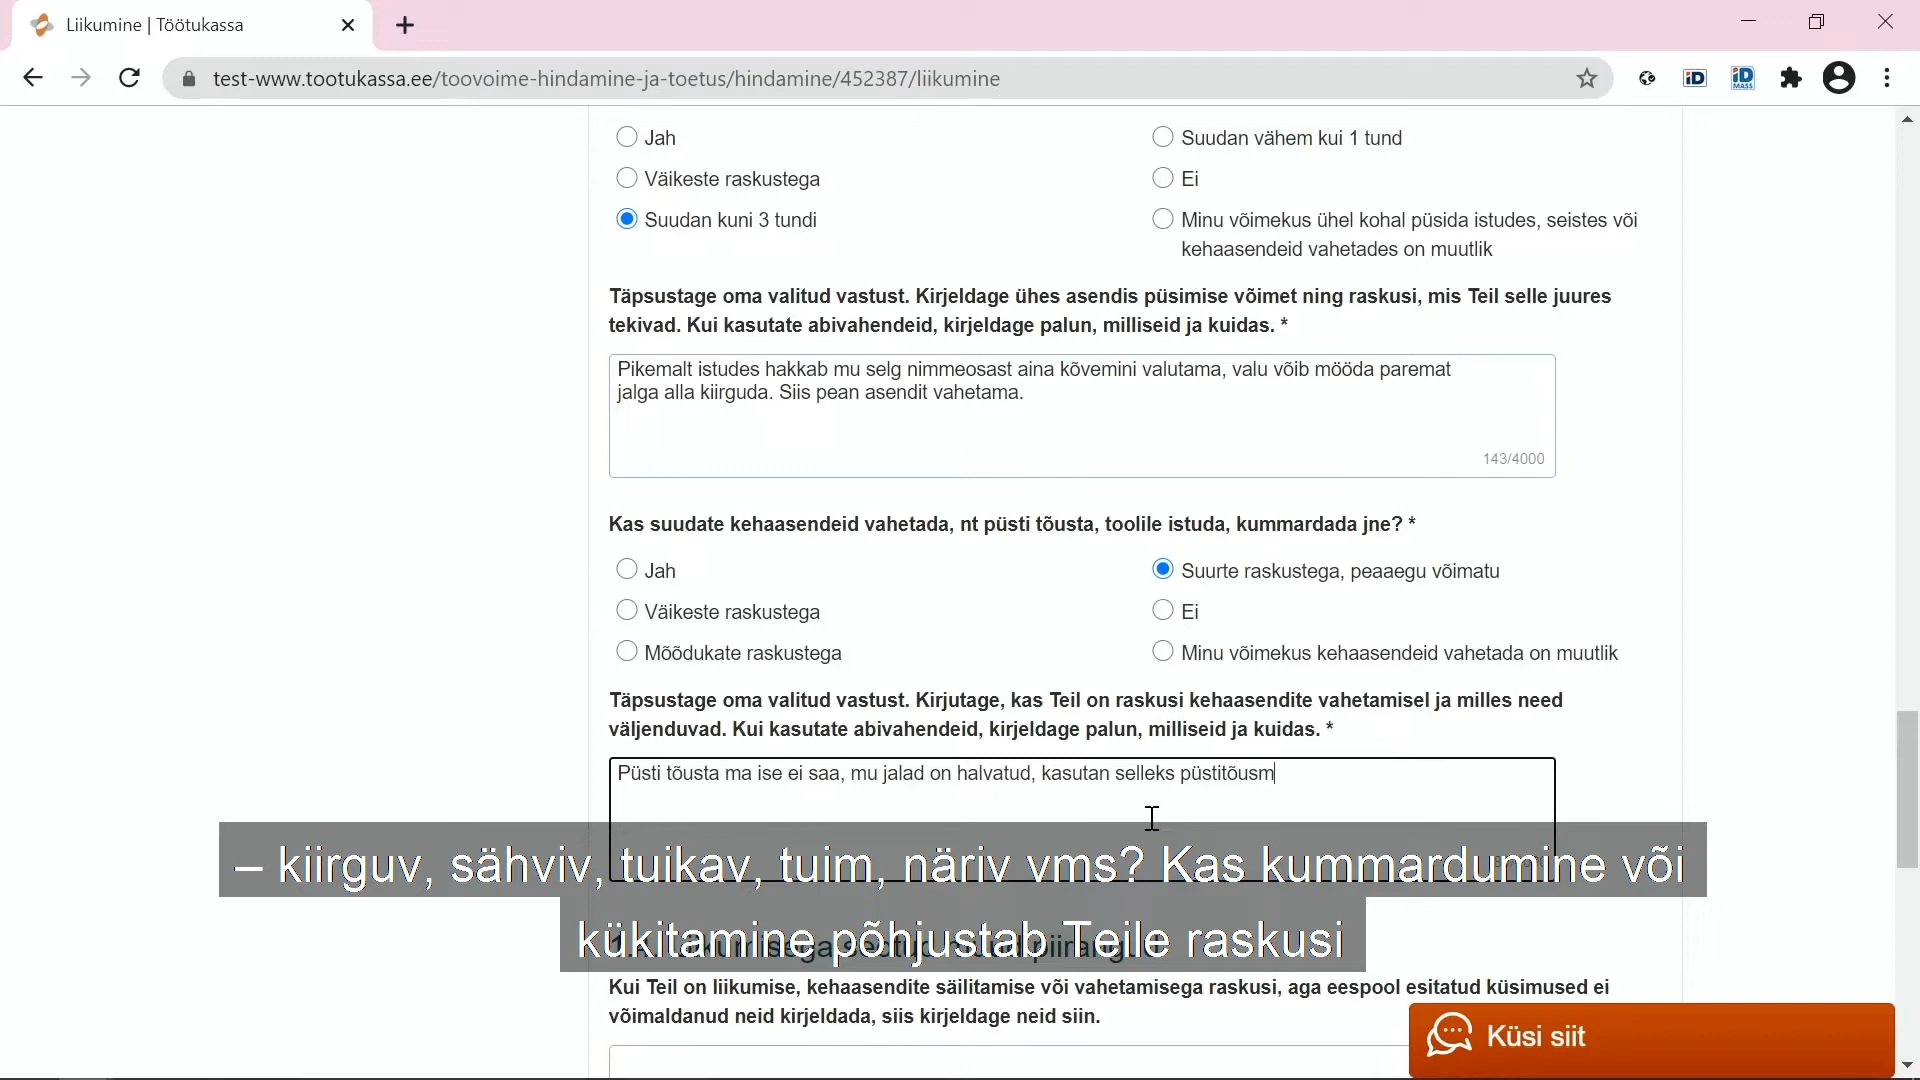 Liikumine | Töötukassa
test-www.tootukassa.ee/toovoime-hindamine-ja-toetus/hindamine/452387/liikumine
iD
iD
MASS
Jah
Suudan vähem kui 1 tund
Väikeste raskustega
Ei
Suudan kuni 3 tundi
Minu võimekus ühel kohal püsida istudes, seistes või
kehaasendeid vahetades on muutlik
Täpsustage oma valitud vastust. Kirjeldage ühes asendis püsimise võimet ning raskusi, mis Teil selle juures
tekivad. Kui kasutate abivahendeid, kirjeldage palun, milliseid ja kuidas. *
Pikemalt istudes hakkab mu selg nimmeosast aina kõvemini valutama, valu võib mööda paremat
jalga alla kiirguda. Siis pean asendit vahetama.
143/4000
Kas suudate kehaasendeid vahetada, nt püsti tõusta, toolile istuda, kummardada jne? *
Jah
Suurte raskustega, peaaegu võimatu
Väikeste raskustega
Ei
Mõõdukate raskustega
Minu võimekus kehaasendeid vahetada on muutlik
Täpsustage oma valitud vastust. Kirjutage, kas Teil on raskusi kehaasendite vahetamisel ja milles need
väljenduvad. Kui kasutate abivahendeid, kirjeldage palun, milliseid ja kuidas. *
Püsti tõusta ma ise ei saa, mu jalad on halvatud, kasutan selleks püstitõusm
– kiirguv, sähviv, tuikav, tuim, näriv vms? Kas kummardumine või
kükitamine põhjustab Teile raskusi
Kui Teil on liikumise, kehaasendite säilitamise või vahetamisega raskusi, aga eespool esitatud küsimused ei
võimaldanud neid kirjeldada, siis kirjeldage neid siin.
Küsi siit